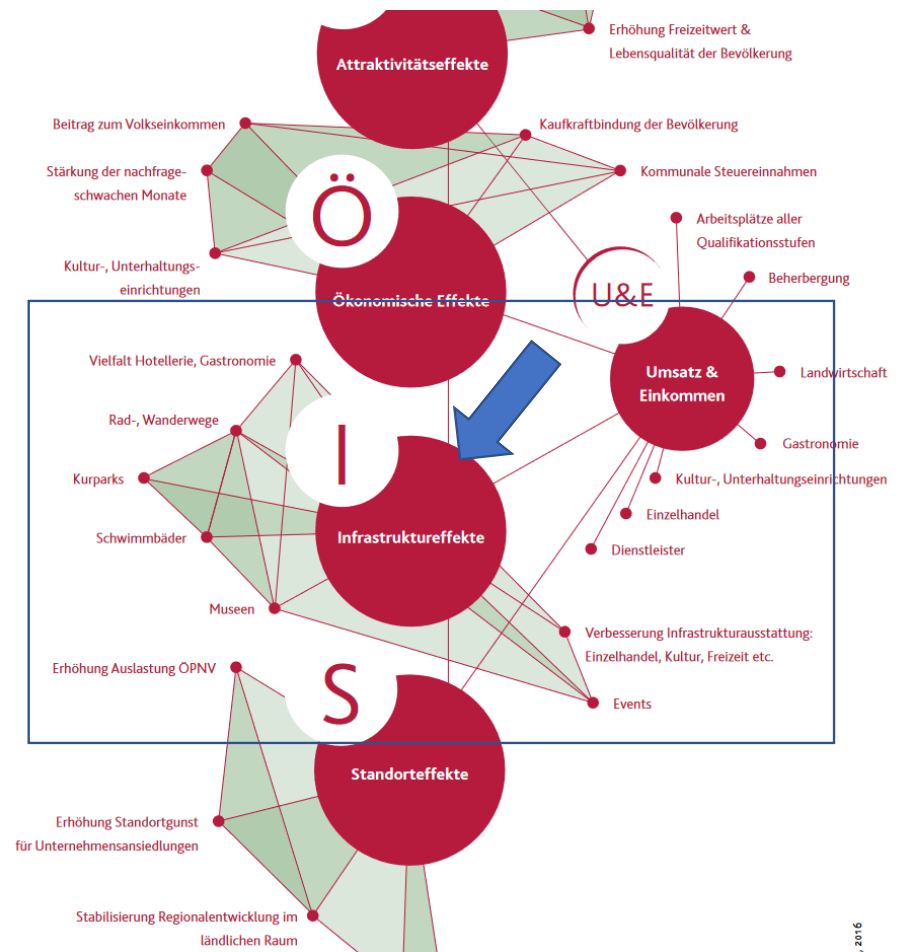 Erhöhung Freizeitwert &
Lebensqualität der Bevölkerung
Attraktivitätseffekte
Beitrag zum Volkseinkommen
Kaufkraftbindung der Bevölkerung
Stärkung der nachfrage-
schwachen Monate
Kommunale Steuereinnahmen
Ö
Arbeitsplätze aller
Qualifikationsstufen
Kultur-, Unterhaltungs-
einrichtungen
Beherbergung
U&E
Ökonomische Effekte
Vielfalt Hotellerie, Gastronomie
Umsatz &
Einkommen
Landwirtschaft
Rad-, Wanderwege
Gastronomie
I
Kurparks
Kultur-, Unterhaltungseinrichtungen
Einzelhandel
Schwimmbäder
Infrastruktureffekte
Dienstleister
Museen
Verbesserung Infrastrukturausstattung:
Einzelhandel, Kultur, Freizeit etc.
Erhöhung Auslastung ÖPNV
S
Events
Standorteffekte
Erhöhung Standortgunst
für Unternehmensansiedlungen
Stabilisierung Regionalentwicklung im
ländlichen Raum
, 2016